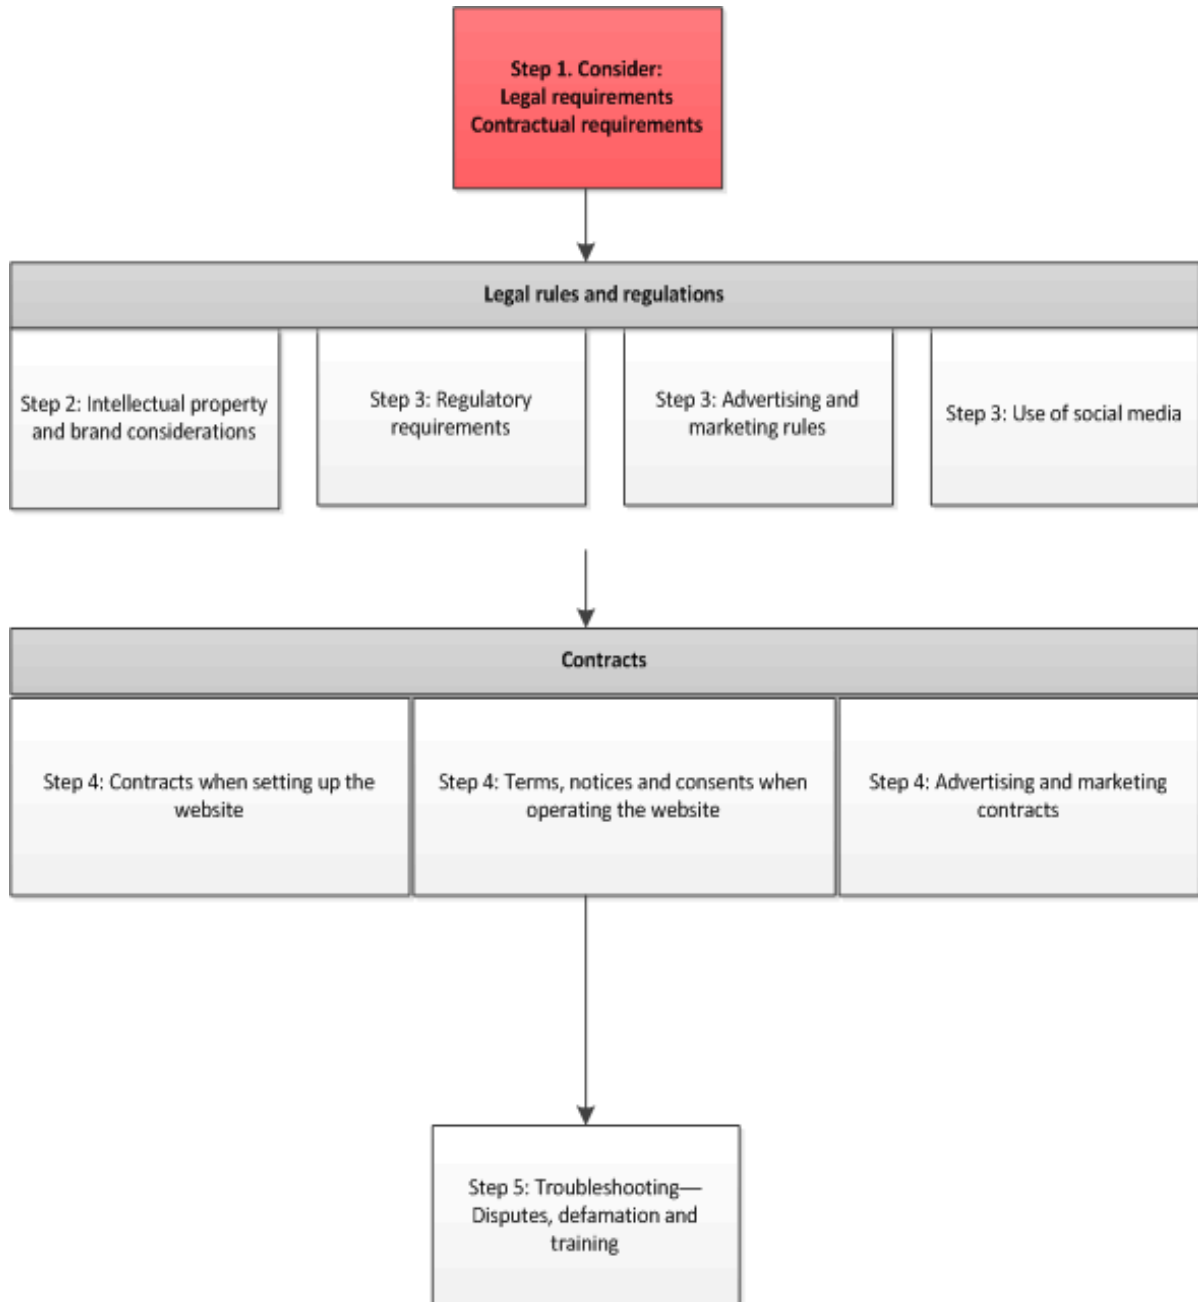 Step 1. Consider:
Legal requirements
Contractual requirements
Legal rules and regulations
Step 2: Intellectual property
and brand considerations
Step 3: Regulatory
requirements
Step 3: Advertising and
marketing rules
Step 3: Use of social media
Contracts
Step 4: Contracts when setting up the
website
Step 4: Terms, notices and consents when
operating the website
Step 4: Advertising and marketing
contracts
Step 5: Troubleshooting—
Disputes, defamation and
training